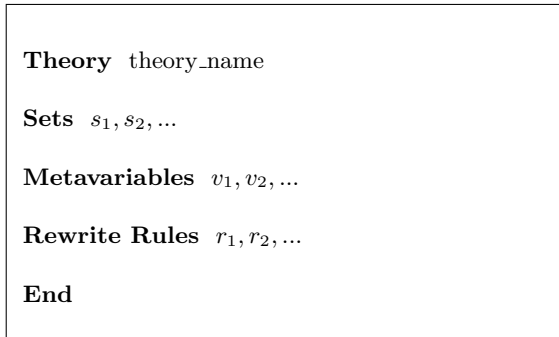 Theory theory_name
Sets s₁, s₂, ...
Metavariables v₁, v₂, ...
Rewrite Rules r₁, r₂, ...
End